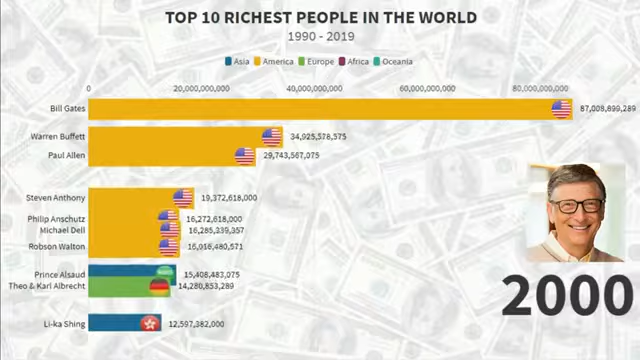 TOP 10 RICHEST PEOPLE IN THE WORLD
1990 - 2019
Asia America Europe Africa Oceania
0 20,000,000,000 40,000,000,000 60,000,000,000 80,000,000,000
Bill Gates 87,008,899,289
Warren Buffett 34,925,578,575
Paul Allen 29,743,567,075
Steven Anthony 19,372,618,000
Philip Anschutz 16,272,618,000
Michael Dell 16,285,339,357
Robson Walton 16,016,480,571
Prince Alsaud 15,408,483,075
Theo & Karl Albrecht 14,280,853,289
Li-ka Shing 12,597,382,000
2000